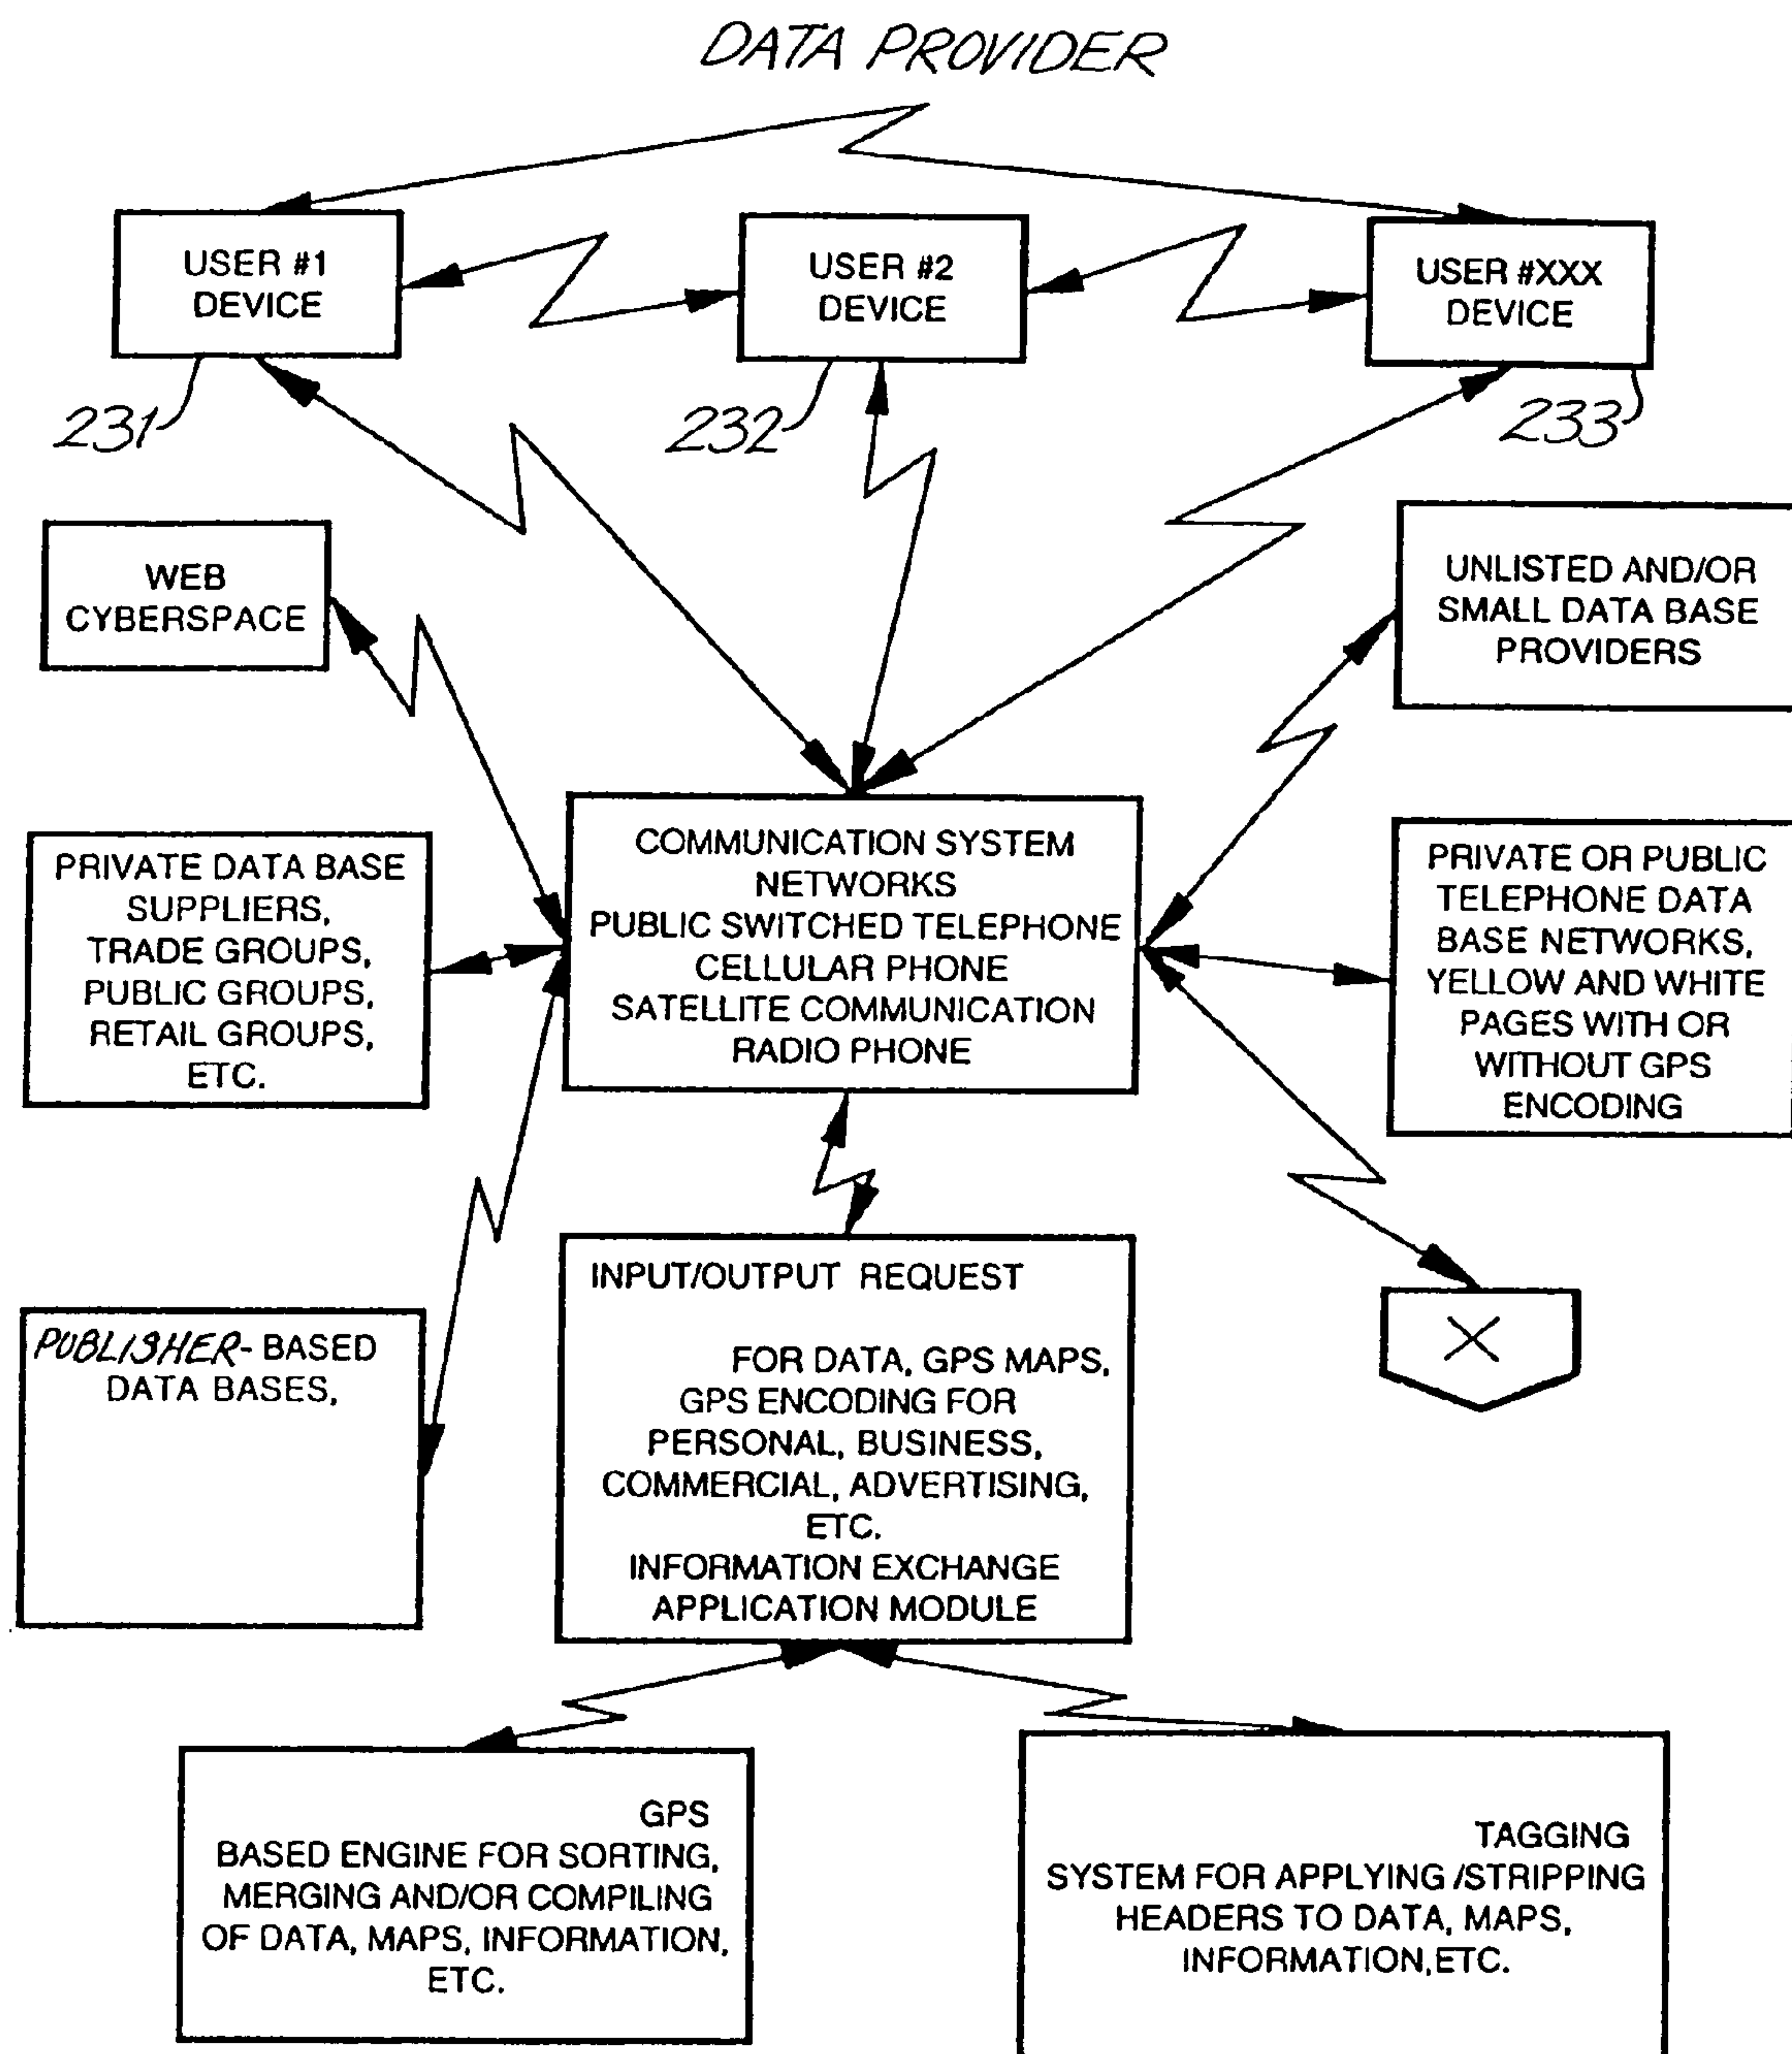 DATA PROVIDER
USER #1
DEVICE
USER #2
DEVICE
USER #XXX
DEVICE
231
232
233
WEB
CYBERSPACE
UNLISTED AND/OR
SMALL DATA BASE
PROVIDERS
PRIVATE DATA BASE
SUPPLIERS,
TRADE GROUPS,
PUBLIC GROUPS,
RETAIL GROUPS,
ETC.
COMMUNICATION SYSTEM
NETWORKS
PUBLIC SWITCHED TELEPHONE
CELLULAR PHONE
SATELLITE COMMUNICATION
RADIO PHONE
PRIVATE OR PUBLIC
TELEPHONE DATA
BASE NETWORKS,
YELLOW AND WHITE
PAGES WITH OR
WITHOUT GPS
ENCODING
PUBLISHER- BASED
DATA BASES,
INPUT/OUTPUT REQUEST
FOR DATA, GPS MAPS,
GPS ENCODING FOR
PERSONAL, BUSINESS,
COMMERCIAL, ADVERTISING,
ETC.
INFORMATION EXCHANGE
APPLICATION MODULE
X
GPS
BASED ENGINE FOR SORTING,
MERGING AND/OR COMPILING
OF DATA, MAPS, INFORMATION,
ETC.
TAGGING
SYSTEM FOR APPLYING /STRIPPING
HEADERS TO DATA, MAPS,
INFORMATION,ETC.